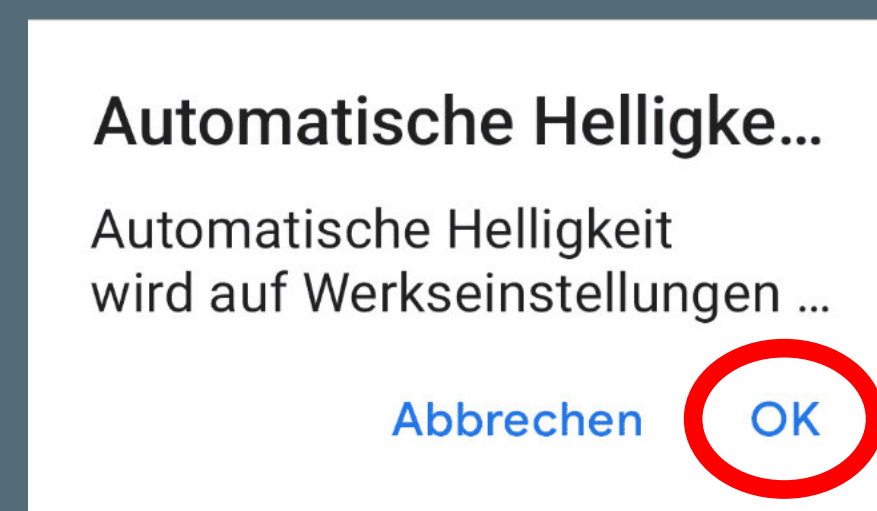 Automatische Helligke...
Automatische Helligkeit
wird auf Werkseinstellungen ...
Abbrechen OK